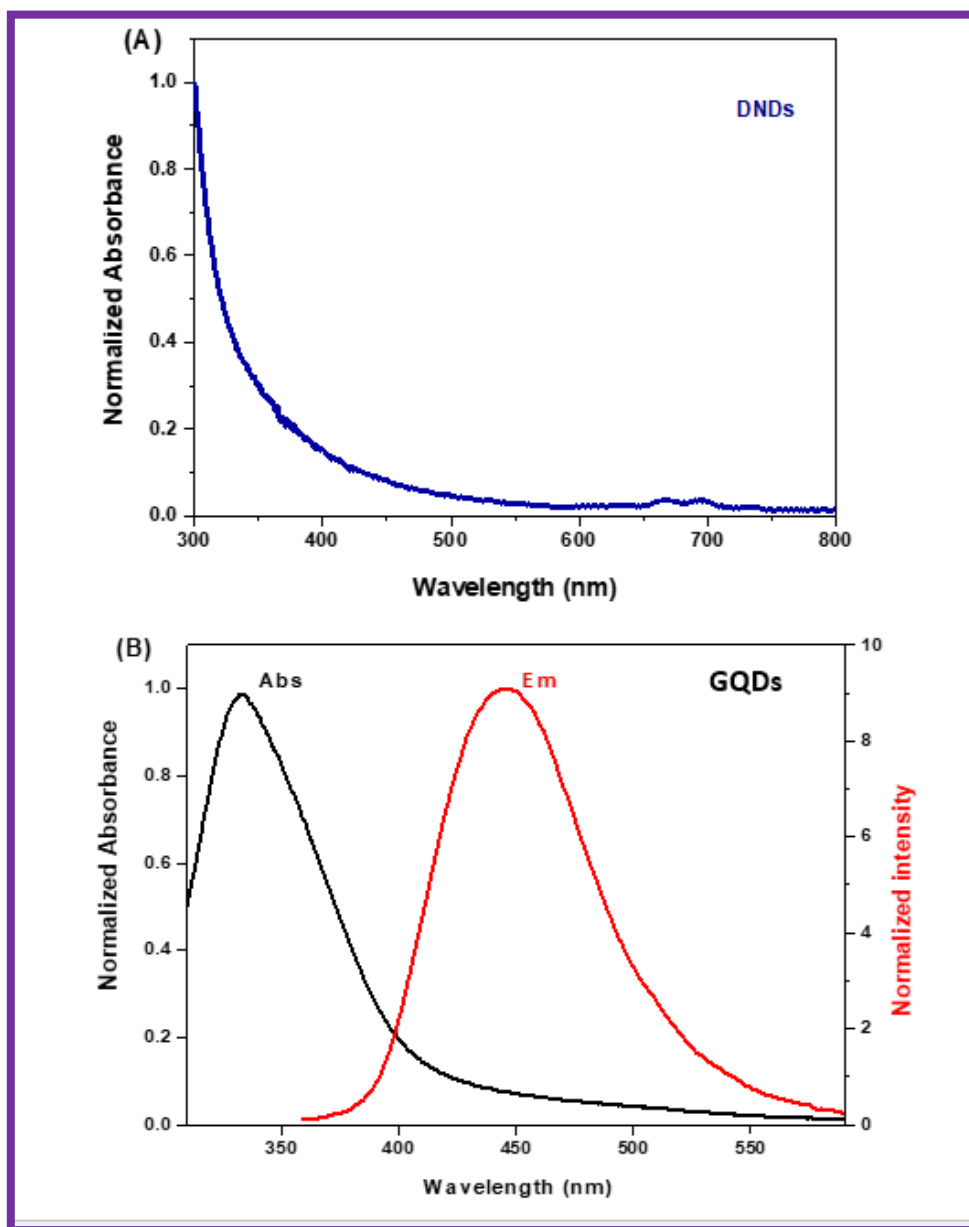 (A)
DNDs
Normalized Absorbance
1.0
0.8
0.6
0.4
0.2
0.0
300 400 500 600 700 800
Wavelength (nm)
(B)
Abs
Em
GQDs
Normalized Absorbance
1.0
0.8
0.6
0.4
0.2
0.0
10
8
6
4
2
0
Normalized intensity
350 400 450 500 550
Wavelength (nm)